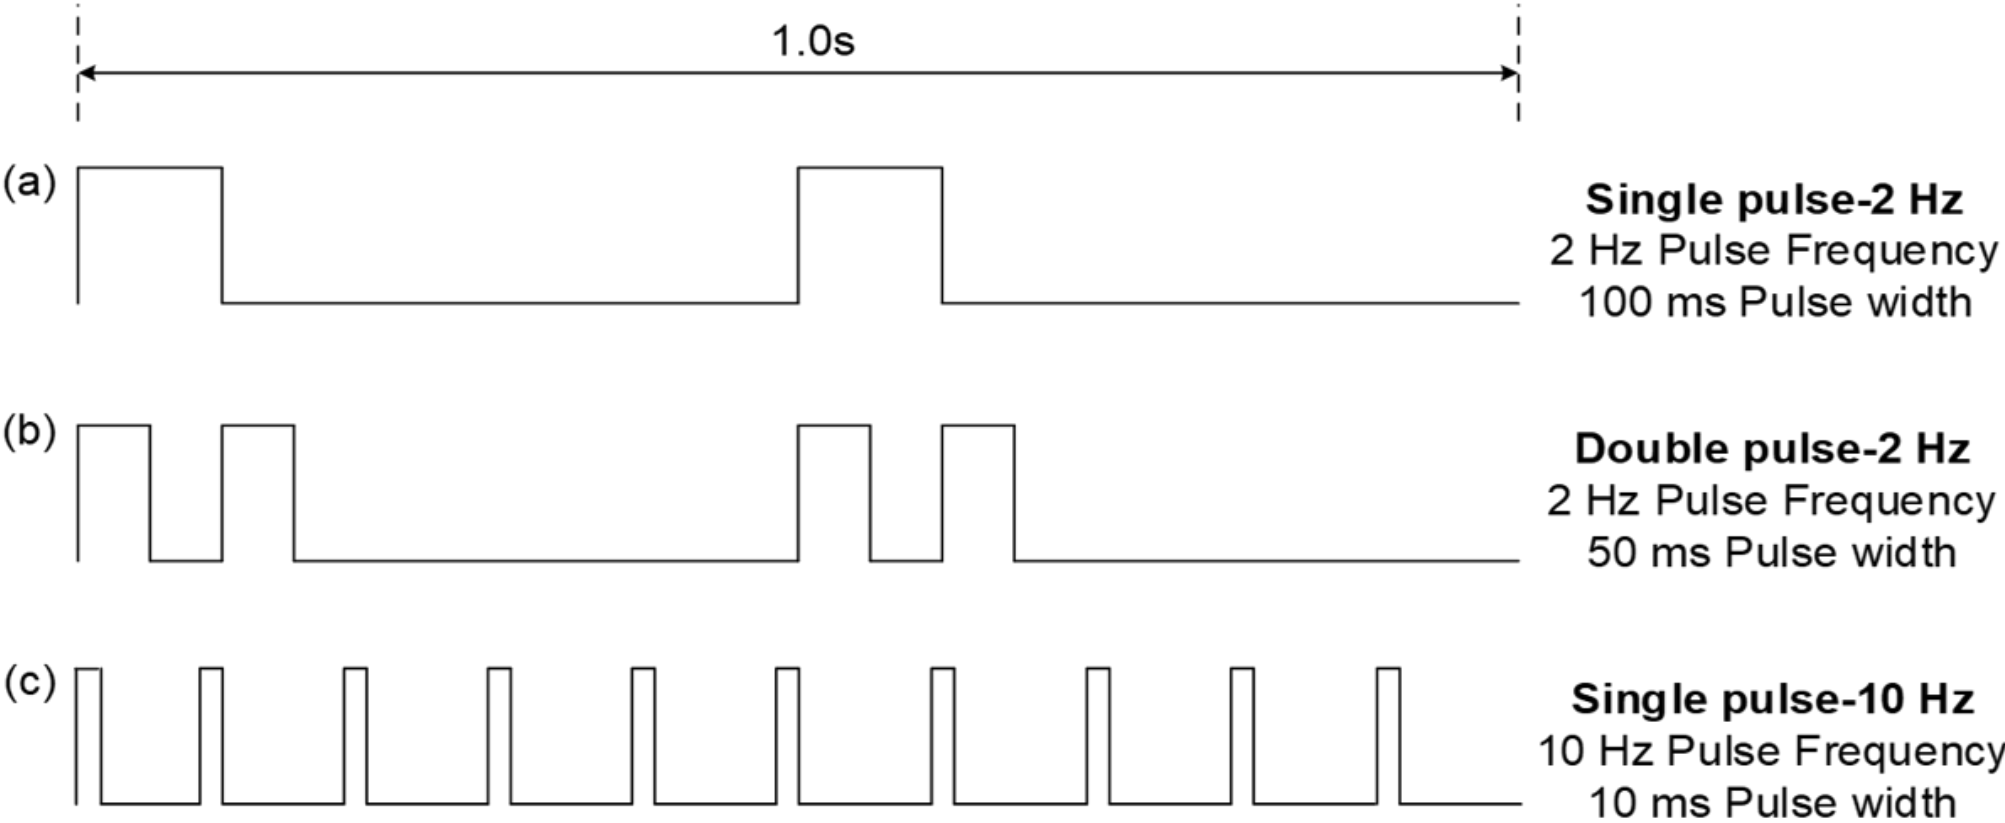 1.0s
(a)
Single pulse-2 Hz
2 Hz Pulse Frequency
100 ms Pulse width
(b)
Double pulse-2 Hz
2 Hz Pulse Frequency
50 ms Pulse width
(c)
Single pulse-10 Hz
10 Hz Pulse Frequency
10 ms Pulse width